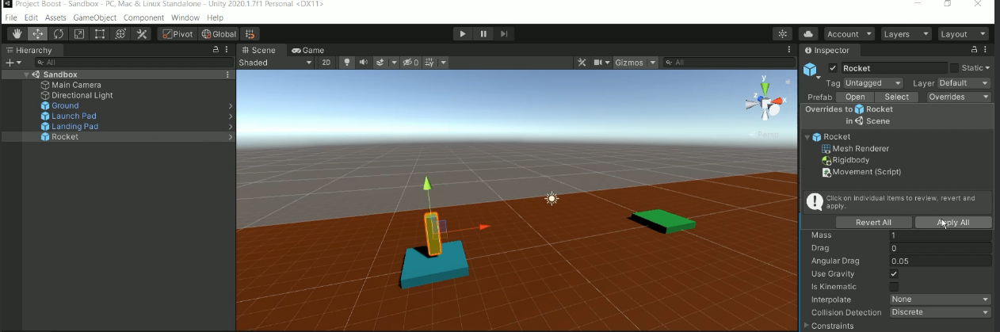 Project Boost - Sandbox - PC, Mac & Linux Standalone - Unity 2020.1.7f1 Personal <DX11>
File Edit Assets GameObject Component Window Help
Pivot Global Account Layers Layout
Hierarchy Scene Game Inspector
All Shaded 2D 0 Gizmos All Rocket Static
Sandbox
Main Camera Tag Untagged Layer Default
Directional Light Prefab Open Select Overrides
Ground
Launch Pad
Landing Pad
Rocket
y
z x
Persp
Overrides to Rocket
in Scene
Rocket
Mesh Renderer
Rigidbody
Movement (Script)
Click on individual items to review, revert and
apply.
Revert All Apply All
Mass 1
Drag 0
Angular Drag 0.05
Use Gravity
Is Kinematic
Interpolate None
Collision Detection Discrete
Constraints